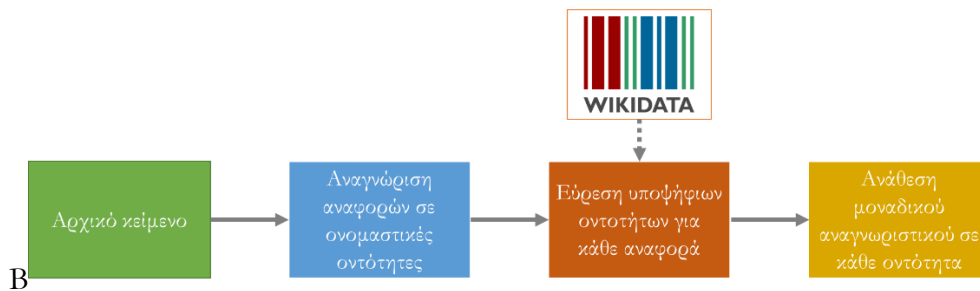 WIKIDATA
Αρχικό κείμενο
Αναγνώριση
αναφορών σε
ονομαστικές
οντότητες
Εύρεση υποψήφιων
οντοτήτων για
κάθε αναφορά
Ανάθεση
μοναδικού
αναγνωριστικού σε
κάθε οντότητα
Β